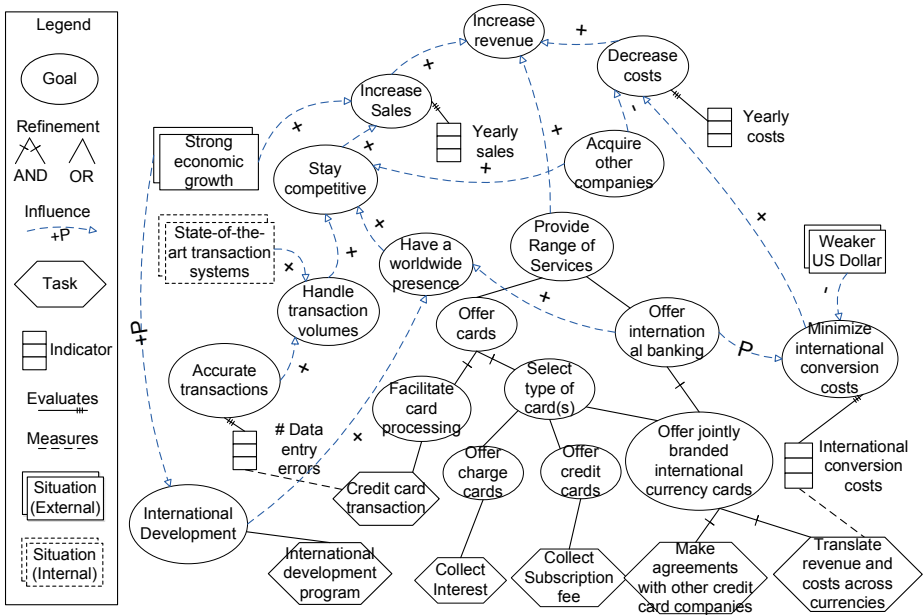 Legend
Goal
Refinement
AND
OR
Influence
+P
Task
Indicator
Evaluates
Measures
Situation
(External)
Situation
(Internal)
Increase
revenue
+
+
Decrease
costs
Increase
Sales
+
-
Yearly
sales
+
Yearly
costs
Strong
economic
growth
+
Stay
competitive
+
Acquire
other
companies
State-of-the-
art transaction
systems
+
+
+
Have a
worldwide
presence
Provide
Range of
Services
+
Weaker
US Dollar
-
Handle
transaction
volumes
+
Offer
cards
Offer
internation
al banking
P
Minimize
international
conversion
costs
+P
Accurate
transactions
+
Facilitate
card
processing
Select
type of
card(s)
# Data
entry
errors
+
Offer
charge
cards
Offer
credit
cards
Offer jointly
branded
international
currency cards
International
conversion
costs
Credit card
transaction
International
Development
International
development
program
Collect
Interest
Collect
Subscription
fee
Make
agreements
with other credit
card companies
Translate
revenue and
costs across
currencies